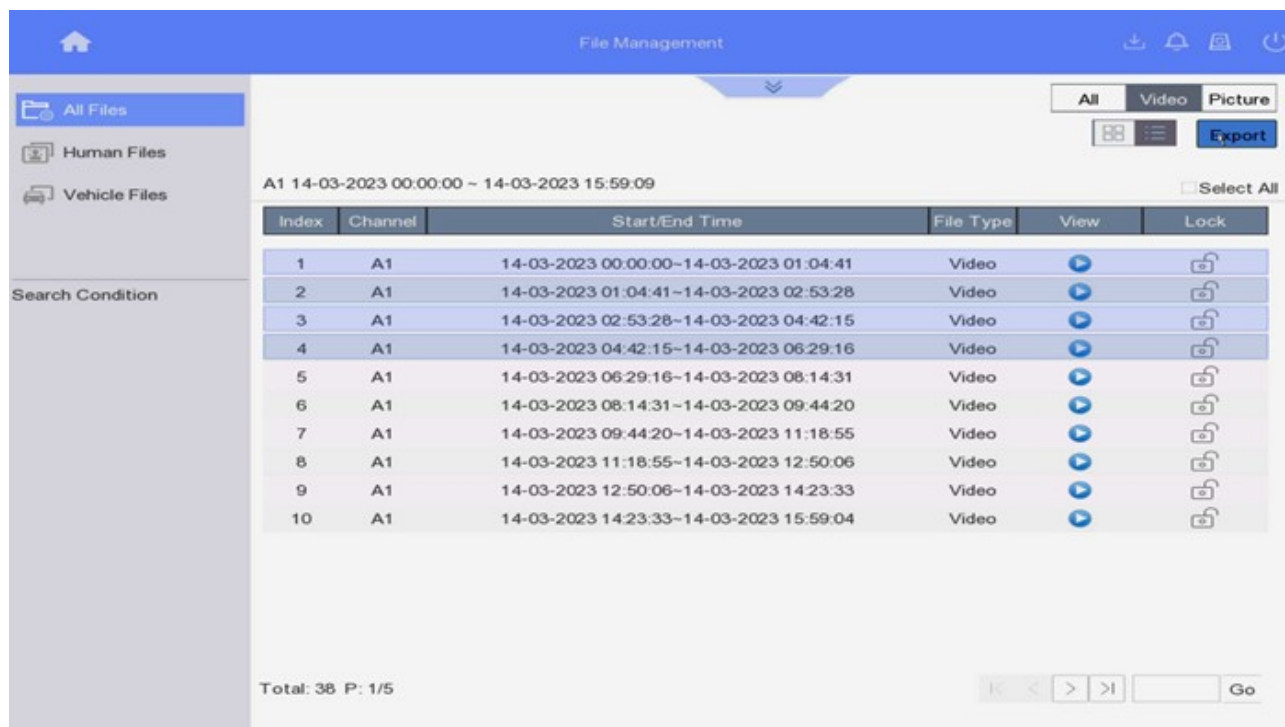 File Management
All Files
Human Files
Vehicle Files
Search Condition
All Video Picture
Export
A1 14-03-2023 00:00:00 ~ 14-03-2023 15:59:09
Select All
Index Channel Start/End Time File Type View Lock
1 A1 14-03-2023 00:00:00~14-03-2023 01:04:41 Video
2 A1 14-03-2023 01:04:41~14-03-2023 02:53:28 Video
3 A1 14-03-2023 02:53:28~14-03-2023 04:42:15 Video
4 A1 14-03-2023 04:42:15~14-03-2023 06:29:16 Video
5 A1 14-03-2023 06:29:16~14-03-2023 08:14:31 Video
6 A1 14-03-2023 08:14:31~14-03-2023 09:44:20 Video
7 A1 14-03-2023 09:44:20~14-03-2023 11:18:55 Video
8 A1 14-03-2023 11:18:55~14-03-2023 12:50:06 Video
9 A1 14-03-2023 12:50:06~14-03-2023 14:23:33 Video
10 A1 14-03-2023 14:23:33~14-03-2023 15:59:04 Video
Total: 38 P: 1/5
Go